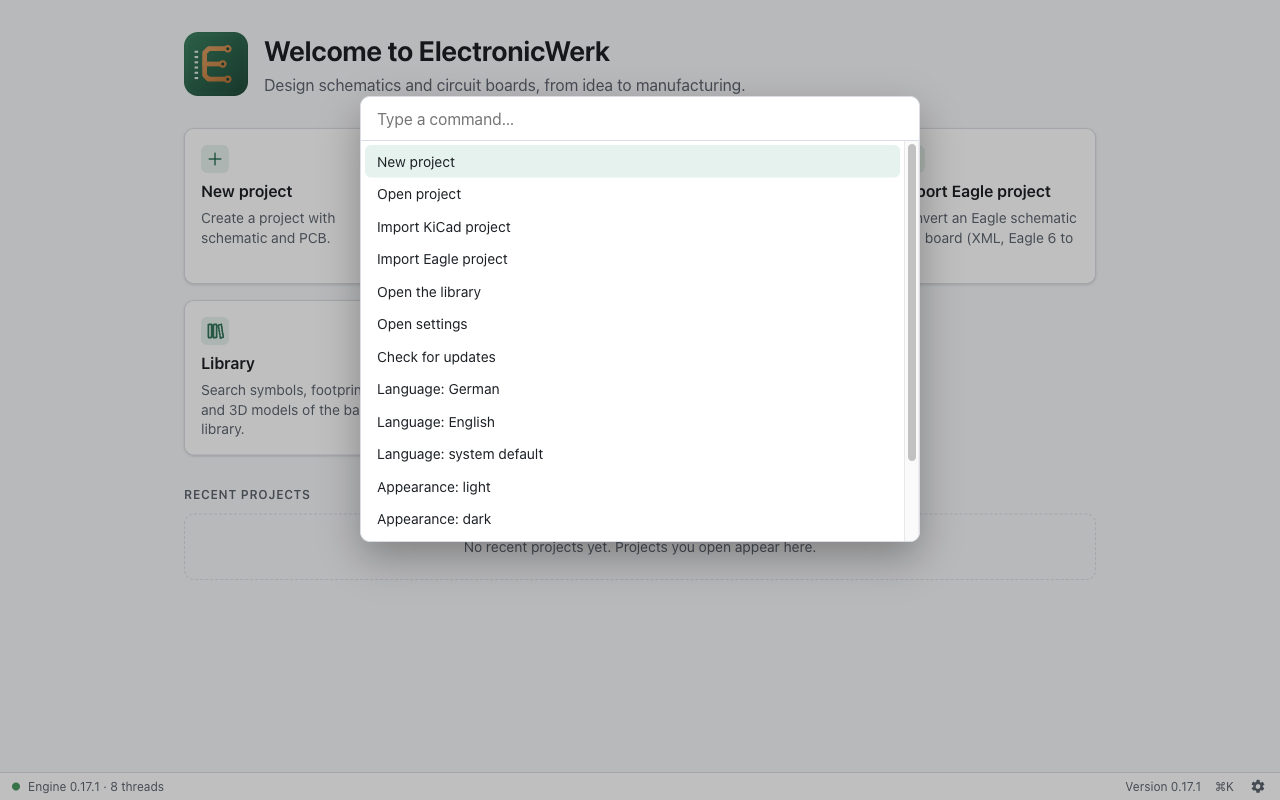 Welcome to ElectronicWerk
Design schematics and circuit boards, from idea to manufacturing.
Type a command...
New project
Open project
Import KiCad project
Import Eagle project
Open the library
Open settings
Check for updates
Language: German
Language: English
Language: system default
Appearance: light
Appearance: dark
New project
Create a project with
schematic and PCB.
Eagle project
an Eagle schematic
board (XML, Eagle 6 to
Library
Search symbols,
and 3D models of the
library.
RECENT PROJECTS
No recent projects yet. Projects you open appear here.
Engine 0.17.1 · 8 threads
Version 0.17.1
⌘K